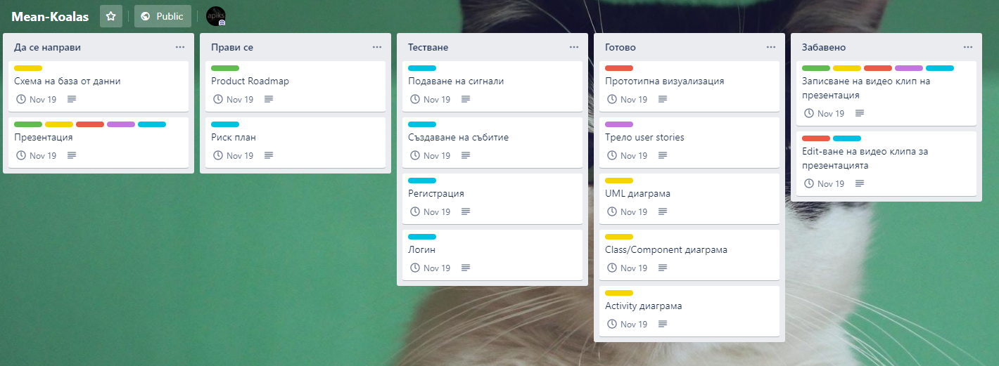 Mean-Koalas
Public
apiks
Да се направи
Схема на база от данни
Nov 19
Презентация
Nov 19
Прави се
Product Roadmap
Nov 19
Риск план
Nov 19
Тестване
Подаване на сигнали
Nov 19
Създаване на събитие
Nov 19
Регистрация
Nov 19
Логин
Nov 19
Готово
Прототипна визуализация
Nov 19
Трело user stories
Nov 19
UML диаграма
Nov 19
Class/Component диаграма
Nov 19
Activity диаграма
Nov 19
Забавено
Записване на видео клип на
презентация
Nov 19
Edit-ване на видео клипа за
презентацията
Nov 19